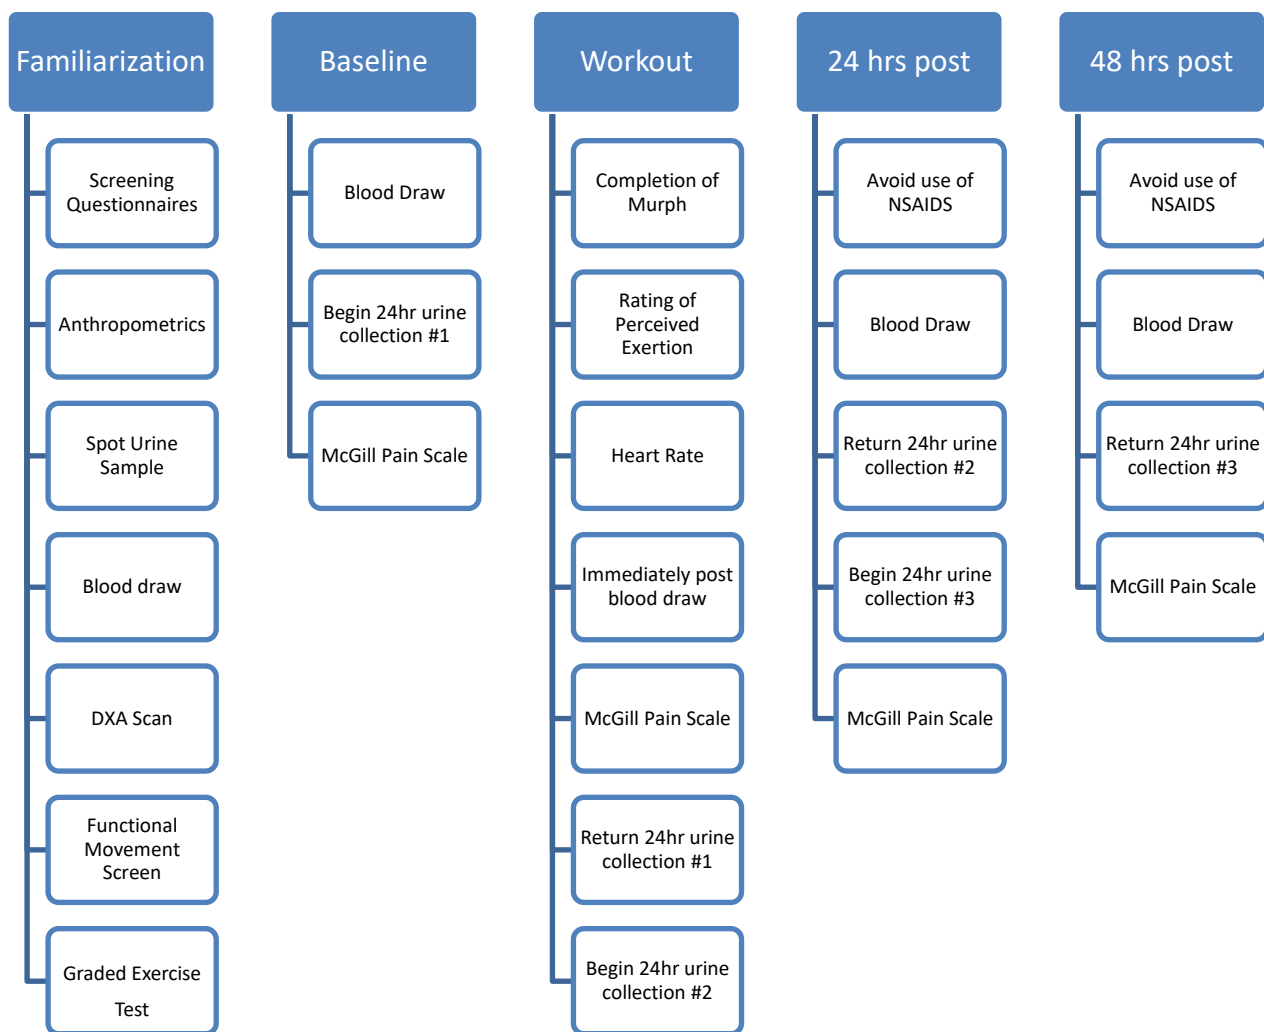 Familiarization
Screening
Questionnaires
Anthropometrics
Spot Urine
Sample
Blood draw
DXA Scan
Functional
Movement
Screen
Graded Exercise
Test
Baseline
Blood Draw
Begin 24hr urine
collection #1
McGill Pain Scale
Workout
Completion of
Murph
Rating of
Perceived
Exertion
Heart Rate
Immediately post
blood draw
McGill Pain Scale
Return 24hr urine
collection #1
Begin 24hr urine
collection #2
24 hrs post
Avoid use of
NSAIDS
Blood Draw
Return 24hr urine
collection #2
Begin 24hr urine
collection #3
McGill Pain Scale
48 hrs post
Avoid use of
NSAIDS
Blood Draw
Return 24hr urine
collection #3
McGill Pain Scale